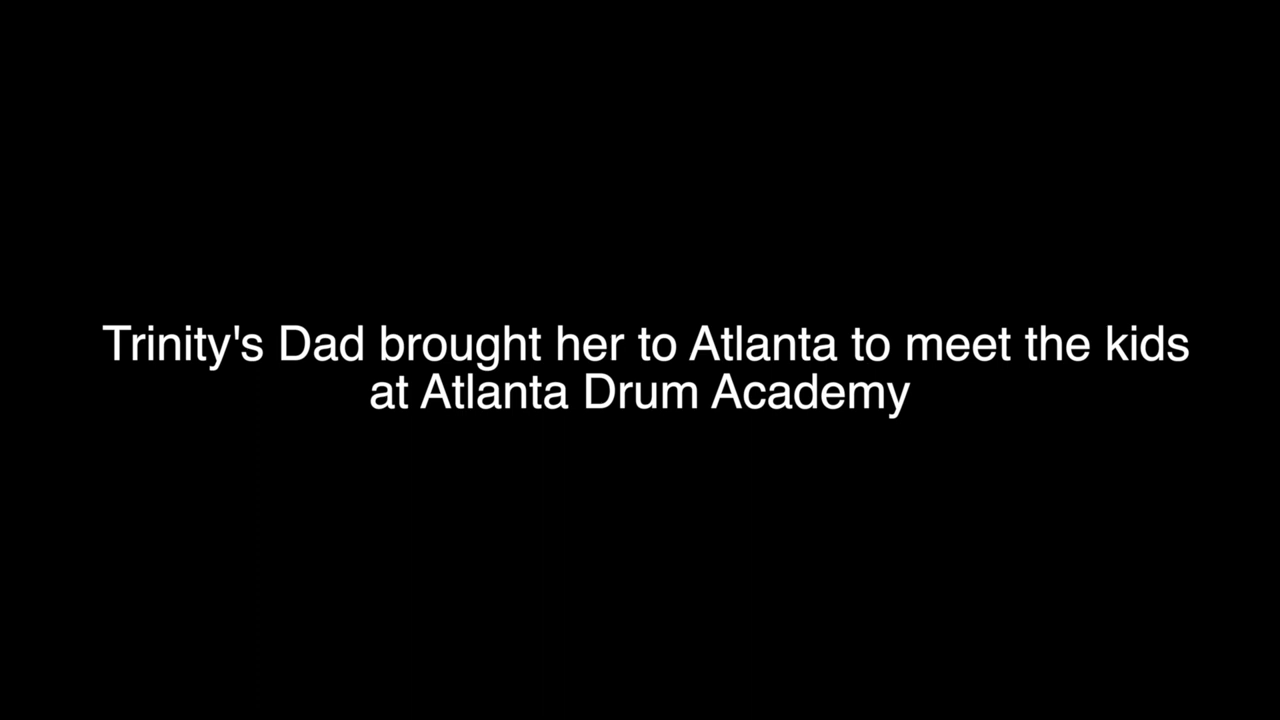 Trinity's Dad brought her to Atlanta to meet the kids
at Atlanta Drum Academy